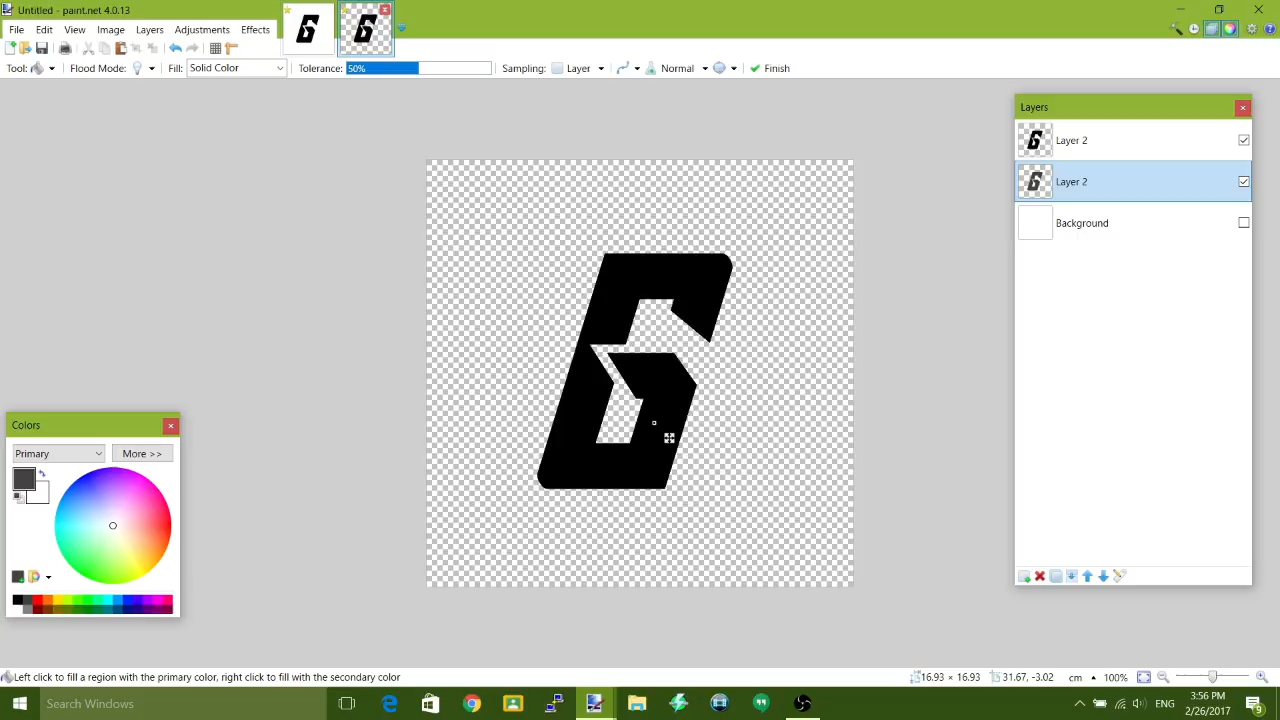 Untitled - paint.net 4.0.13
File Edit View Image Layers Adjustments Effects
Tool: Flood Mode: Fill: Solid Color Tolerance: 50% Sampling: Layer Normal Finish
6
Layers
Layer 2
Layer 2
Background
Colors
Primary More >>
Left click to fill a region with the primary color, right click to fill with the secondary color
16.93 × 16.93 31.67, -3.02 cm 100%
Search Windows
ENG
3:56 PM
2/26/2017
9